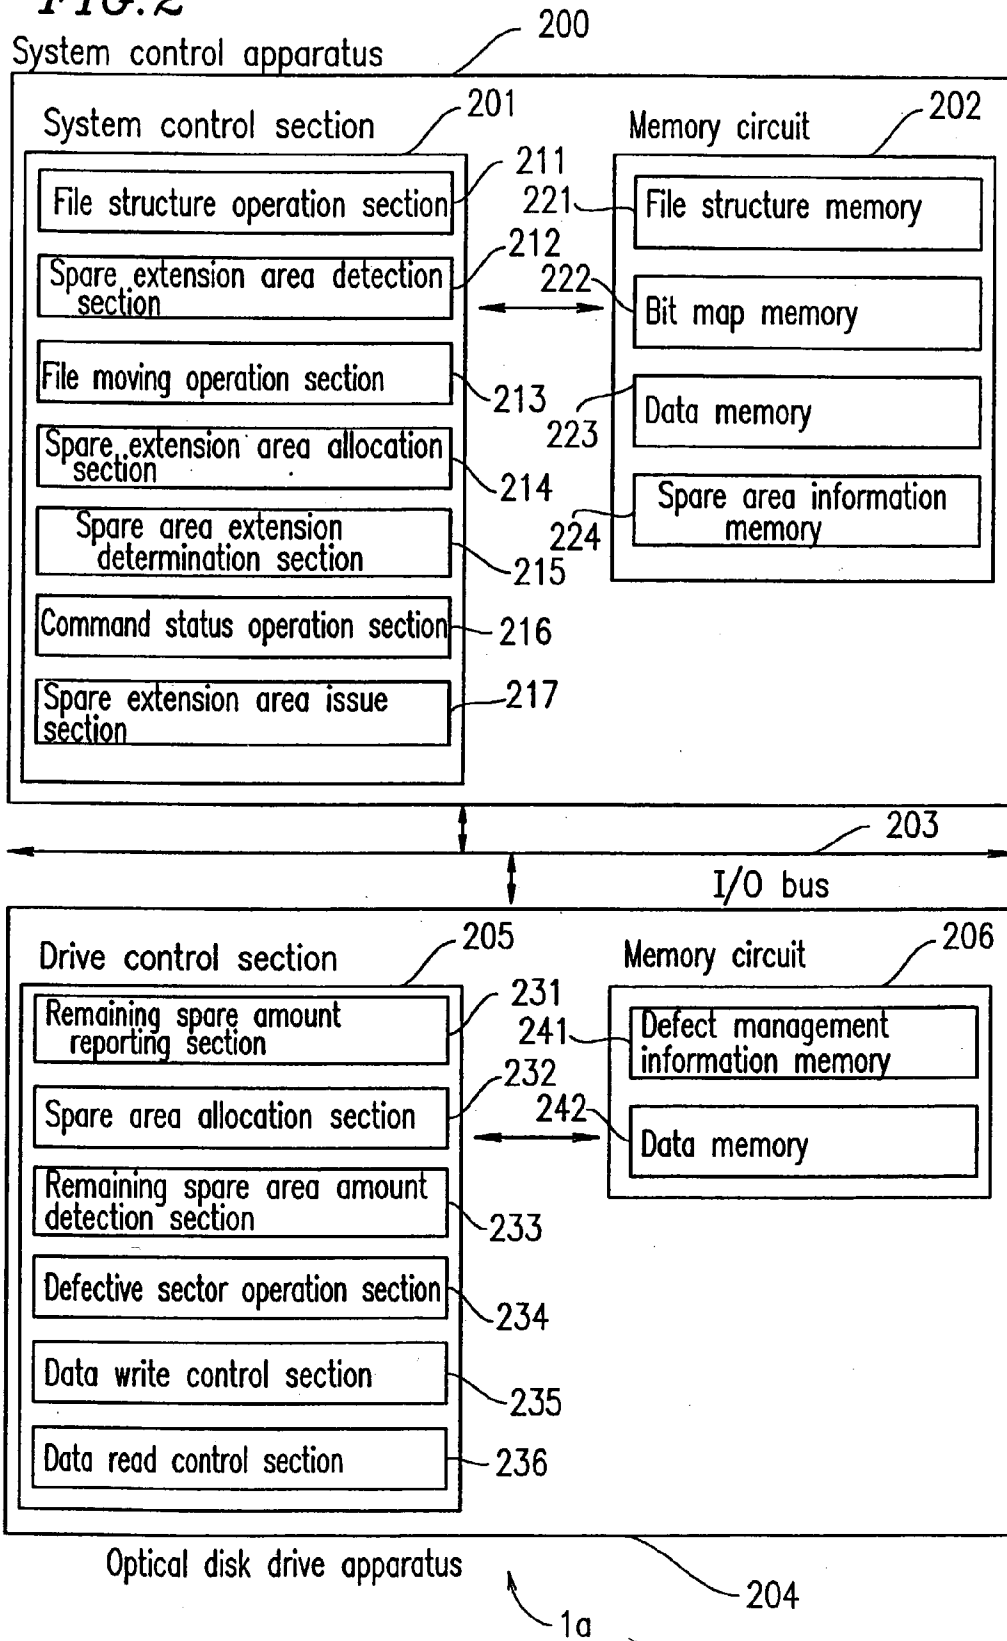 FIG. 2
200
System control apparatus
201
System control section
202
Memory circuit
211
File structure operation section
221
File structure memory
212
Spare extension area detection
section
222
Bit map memory
File moving operation section
213
Data memory
223
Spare extension area allocation
section
214
Spare area information
memory
224
Spare area extension
determination section
215
Command status operation section
216
Spare extension area issue
section
217
203
I/O bus
205
Drive control section
206
Memory circuit
231
Remaining spare amount
reporting section
241
Defect management
information memory
232
Spare area allocation section
242
Data memory
Remaining spare area amount
detection section
233
Defective sector operation section
234
Data write control section
235
Data read control section
236
Optical disk drive apparatus
204
1a